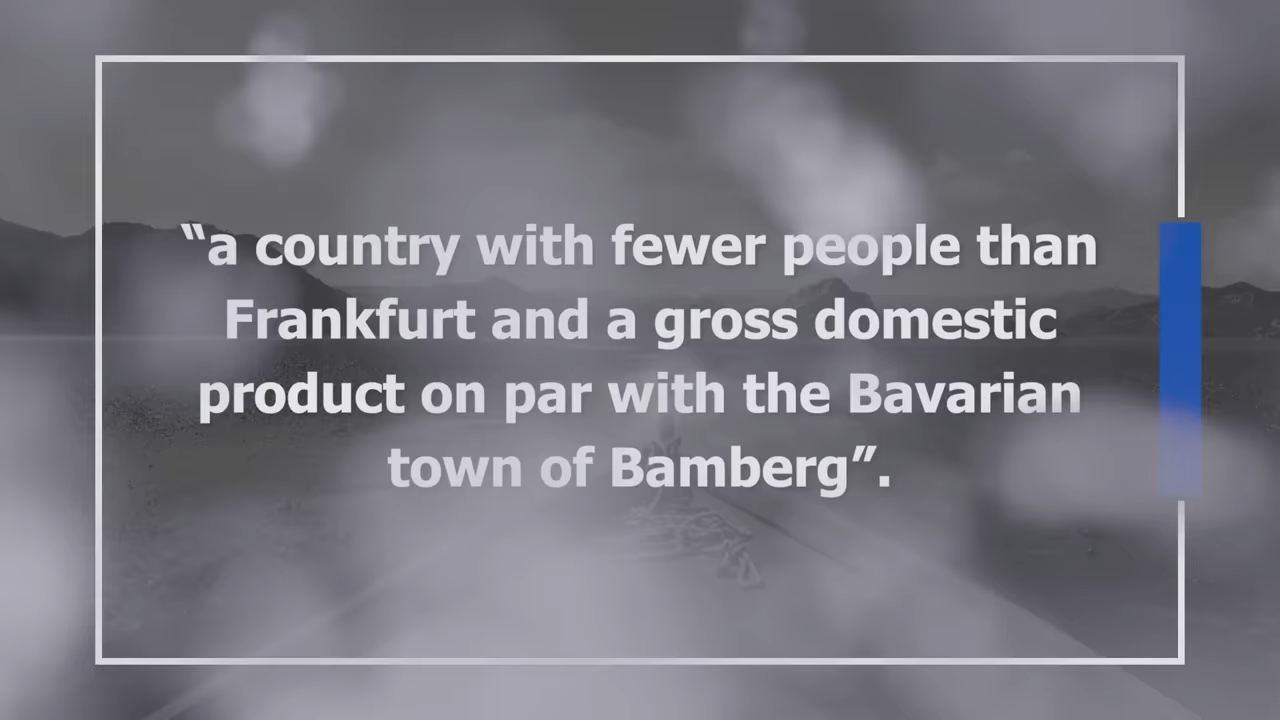 “a country with fewer people than
Frankfurt and a gross domestic
product on par with the Bavarian
town of Bamberg”.